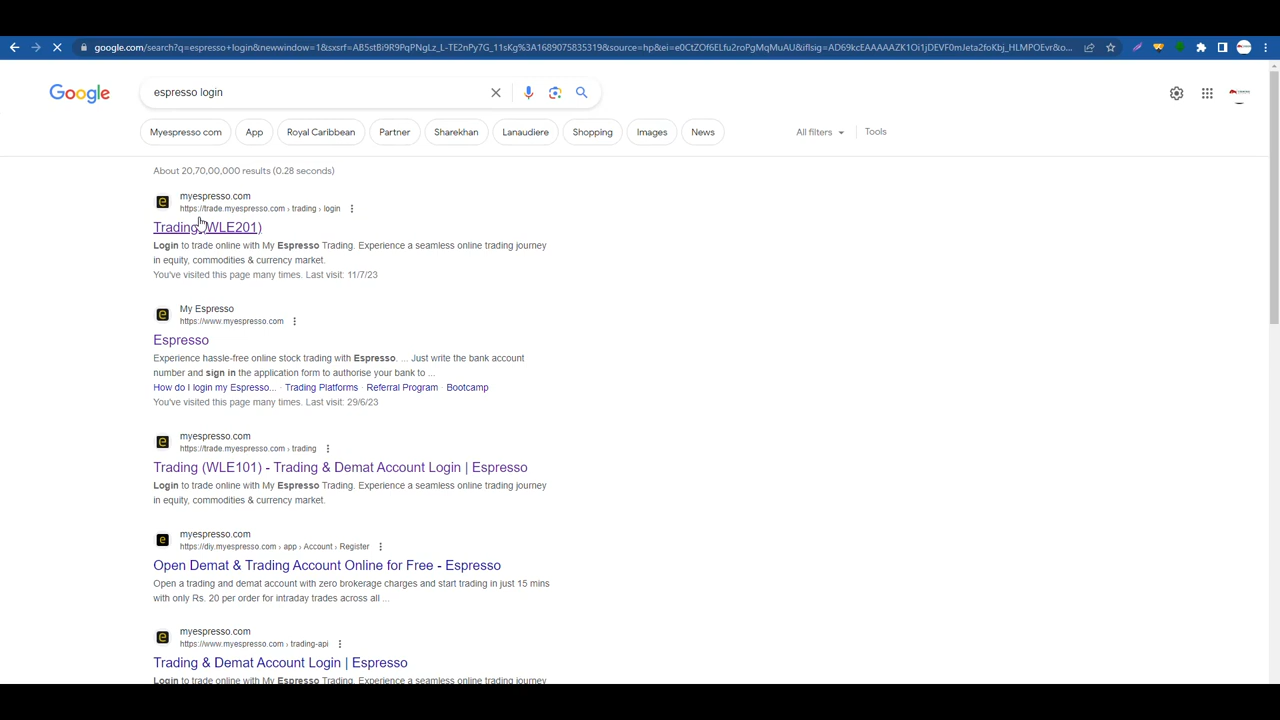 google.com/search?q=espresso+login&newwindow=1&sxsrf=AB5stBi9R9PqPNgLz_L-TE2nPy7G_11sKg%3A1689075835319&source=hp&ei=e0CtZOf6ELfu2roPgMqMuAU&iflsig=AD69kcEAAAAAZK1Oi1jDEVF0mJeta2foKbj_HLMPOEvr&o...
Google
espresso login
Myespresso com
App
Royal Caribbean
Partner
Sharekhan
Lanaudiere
Shopping
Images
News
All filters
Tools
About 20,70,00,000 results (0.28 seconds)
myespresso.com
https://trade.myespresso.com › trading › login
Trading (WLE201)
Login to trade online with My Espresso Trading. Experience a seamless online trading journey
in equity, commodities & currency market.
You've visited this page many times. Last visit: 11/7/23
My Espresso
https://www.myespresso.com
Espresso
Experience hassle-free online stock trading with Espresso. ... Just write the bank account
number and sign in the application form to authorise your bank to ...
How do I login my Espresso... · Trading Platforms · Referral Program · Bootcamp
You've visited this page many times. Last visit: 29/6/23
myespresso.com
https://trade.myespresso.com › trading
Trading (WLE101) - Trading & Demat Account Login | Espresso
Login to trade online with My Espresso Trading. Experience a seamless online trading journey
in equity, commodities & currency market.
myespresso.com
https://diy.myespresso.com › app › Account › Register
Open Demat & Trading Account Online for Free - Espresso
Open a trading and demat account with zero brokerage charges and start trading in just 15 mins
with only Rs. 20 per order for intraday trades across all ...
myespresso.com
https://www.myespresso.com › trading-api
Trading & Demat Account Login | Espresso
Login to trade online with My Espresso Trading. Experience a seamless online trading journey